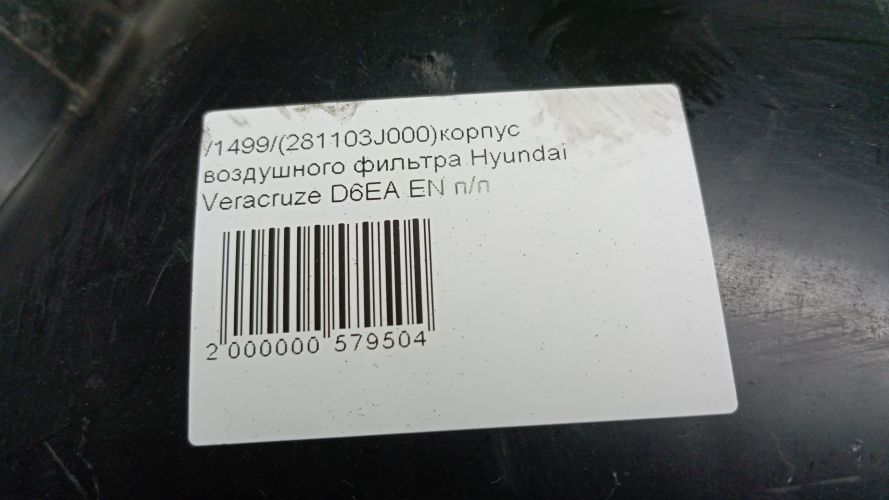 /1499/(281103J000)корпус
воздушного фильтра Hyundai
Veracruze D6EA EN п/п
2 000000 579504